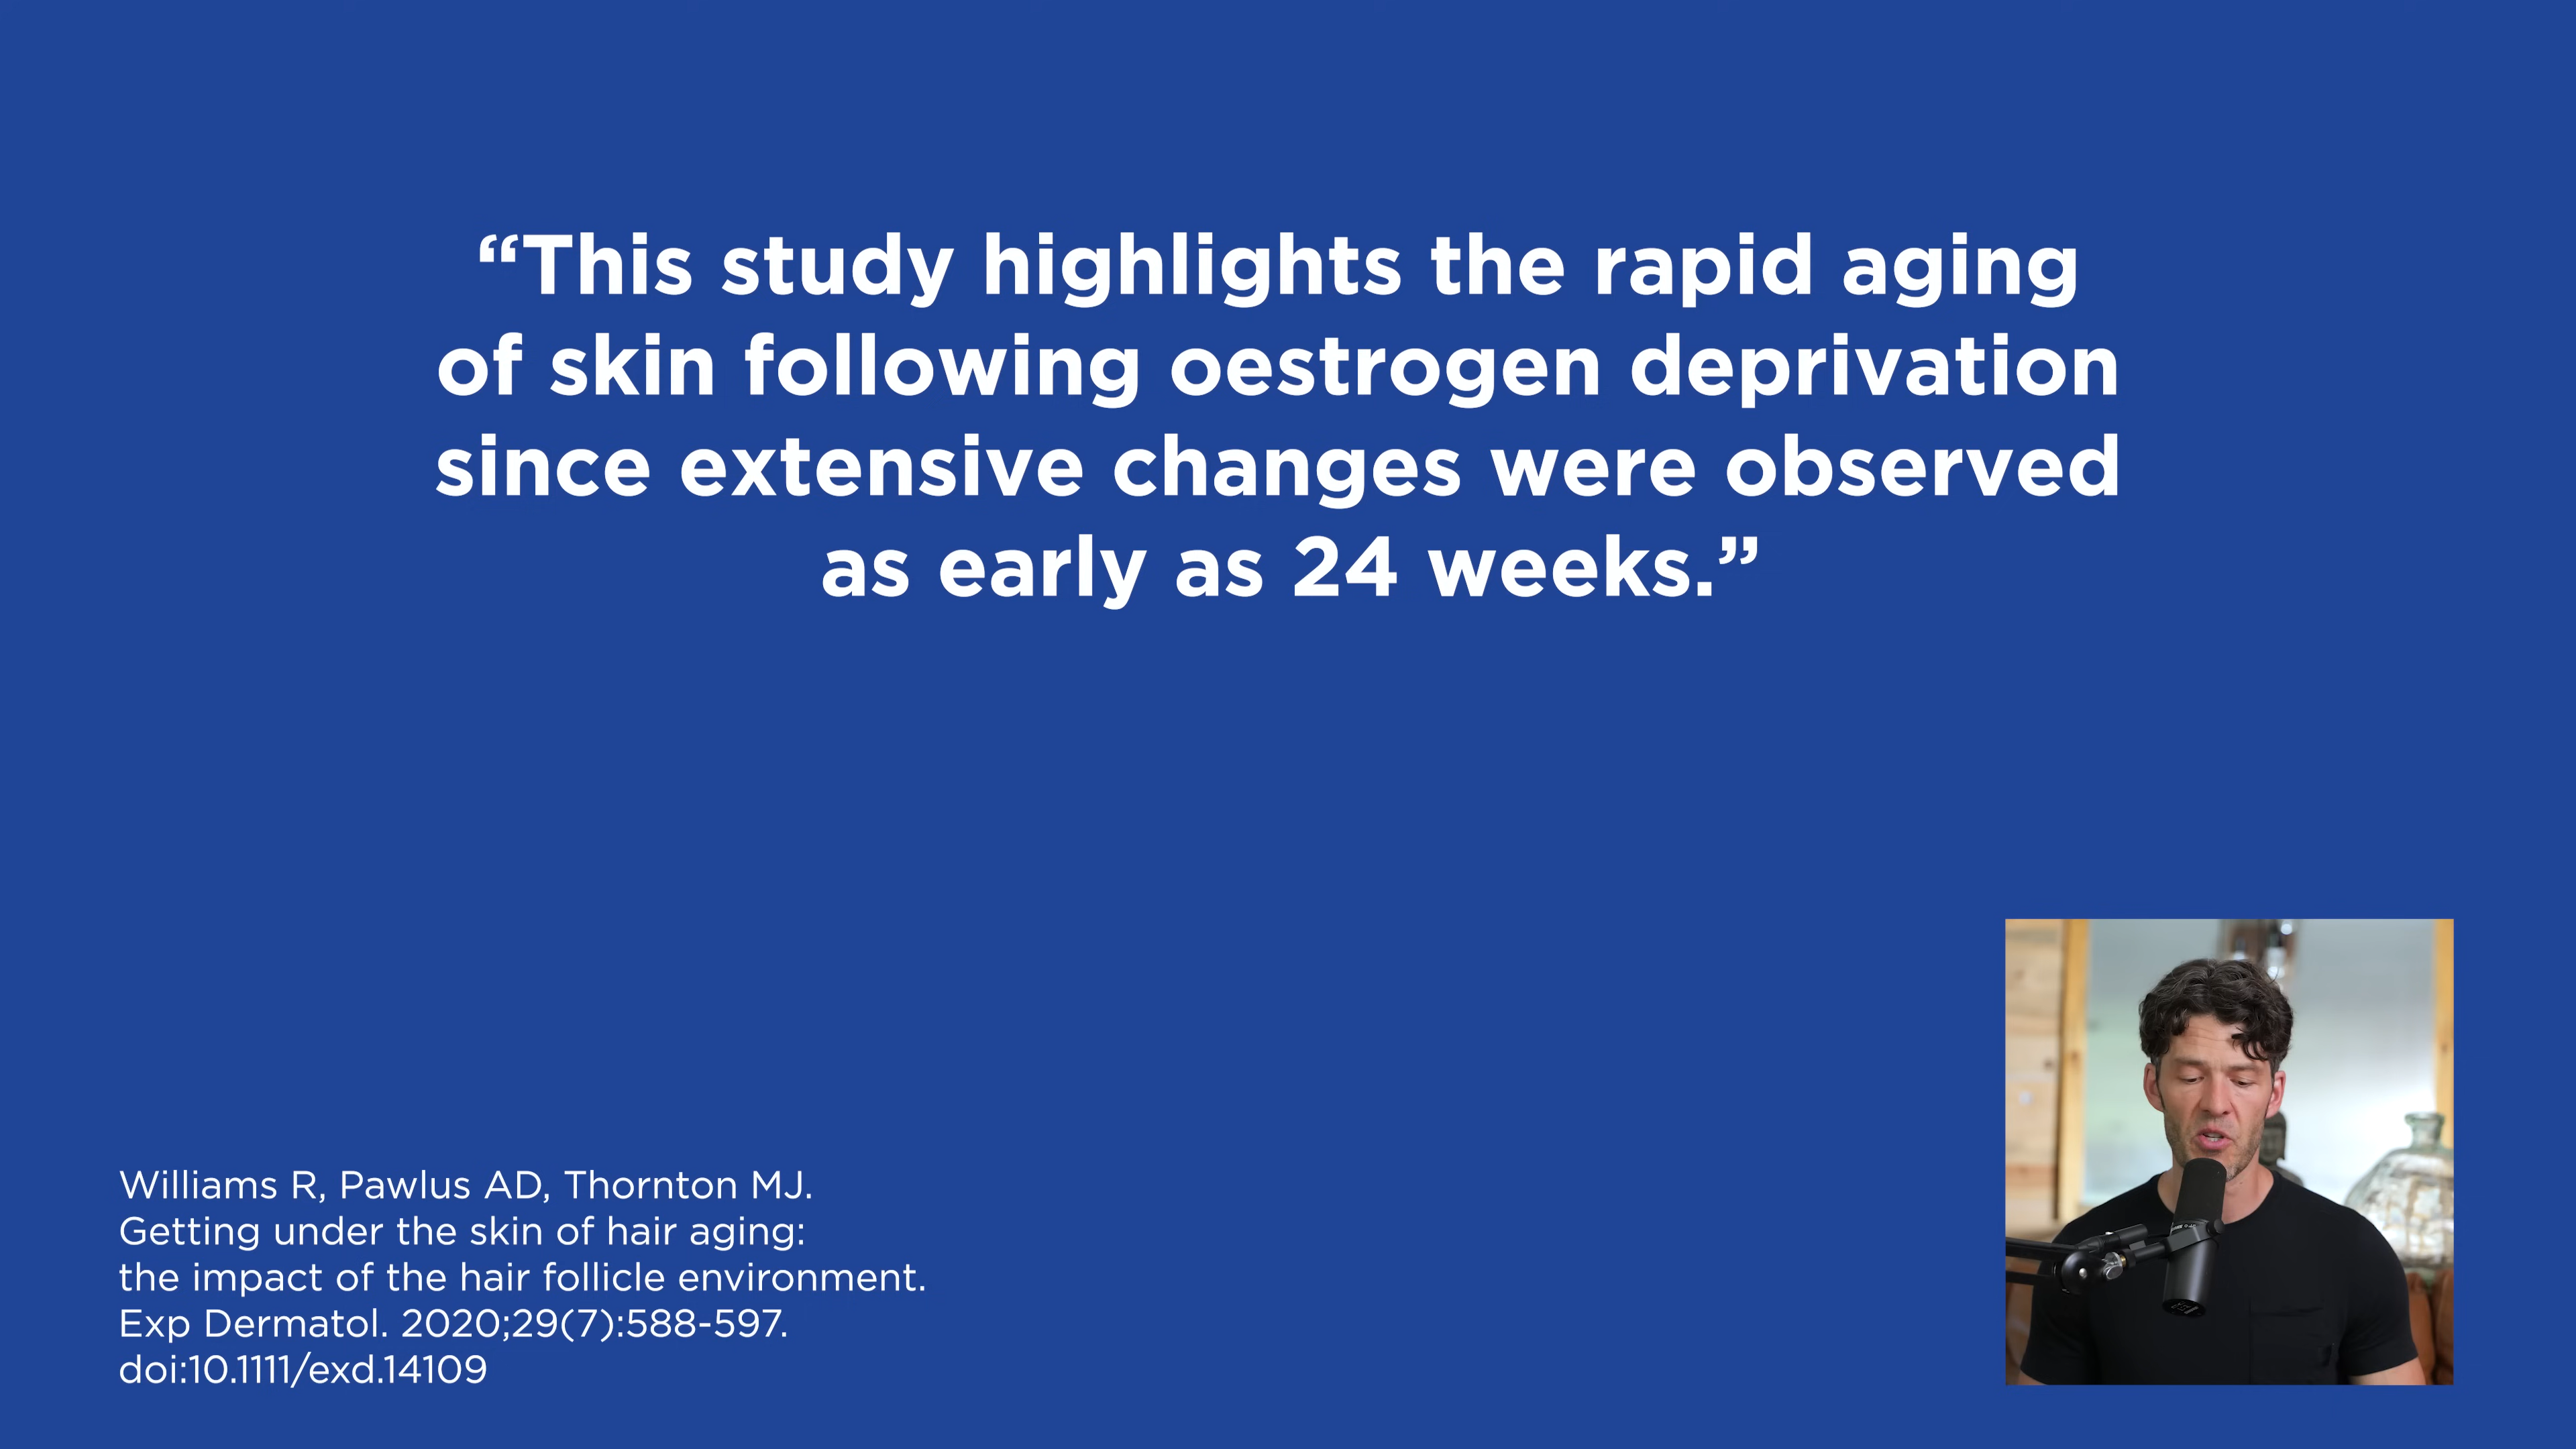 “This study highlights the rapid aging
of skin following oestrogen deprivation
since extensive changes were observed
as early as 24 weeks.”
Williams R, Pawlus AD, Thornton MJ.
Getting under the skin of hair aging:
the impact of the hair follicle environment.
Exp Dermatol. 2020;29(7):588-597.
doi:10.1111/exd.14109